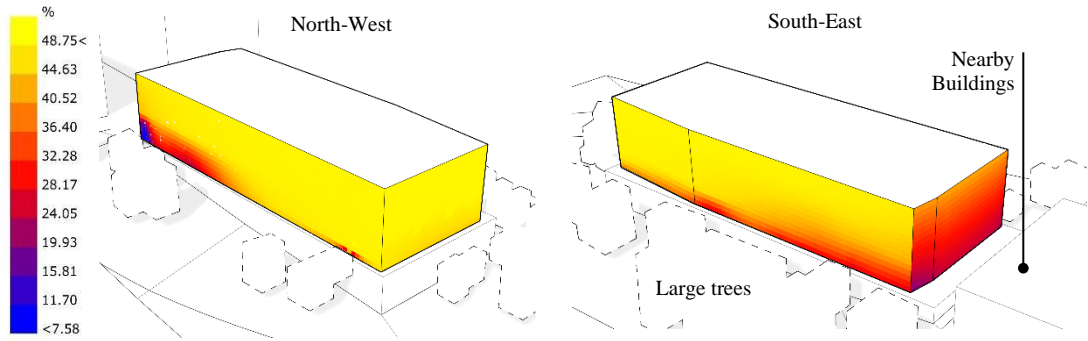 %
48.75<
44.63
40.52
36.40
32.28
28.17
24.05
19.93
15.81
11.70
<7.58
North-West
South-East
Nearby
Buildings
Large trees